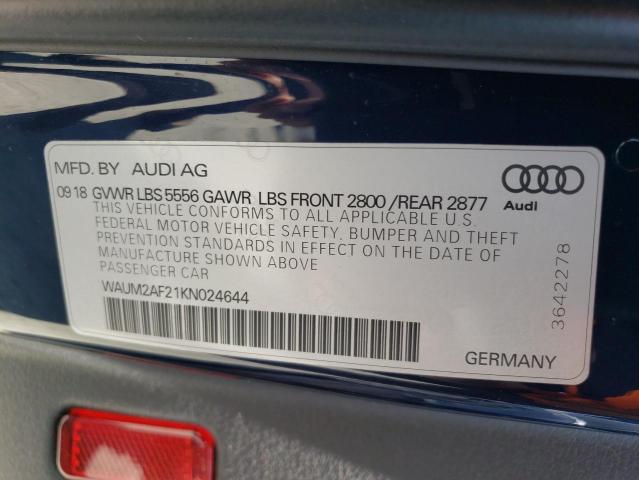 MFD. BY AUDI AG
09 18 GVWR LBS 5556 GAWR LBS FRONT 2800 /REAR 2877
THIS VEHICLE CONFORMS TO ALL APPLICABLE U.S.
FEDERAL MOTOR VEHICLE SAFETY, BUMPER AND THEFT
PREVENTION STANDARDS IN EFFECT ON THE DATE OF
MANUFACTURE SHOWN ABOVE
PASSENGER CAR
WAUM2AF21KN024644
Audi
3642278
GERMANY